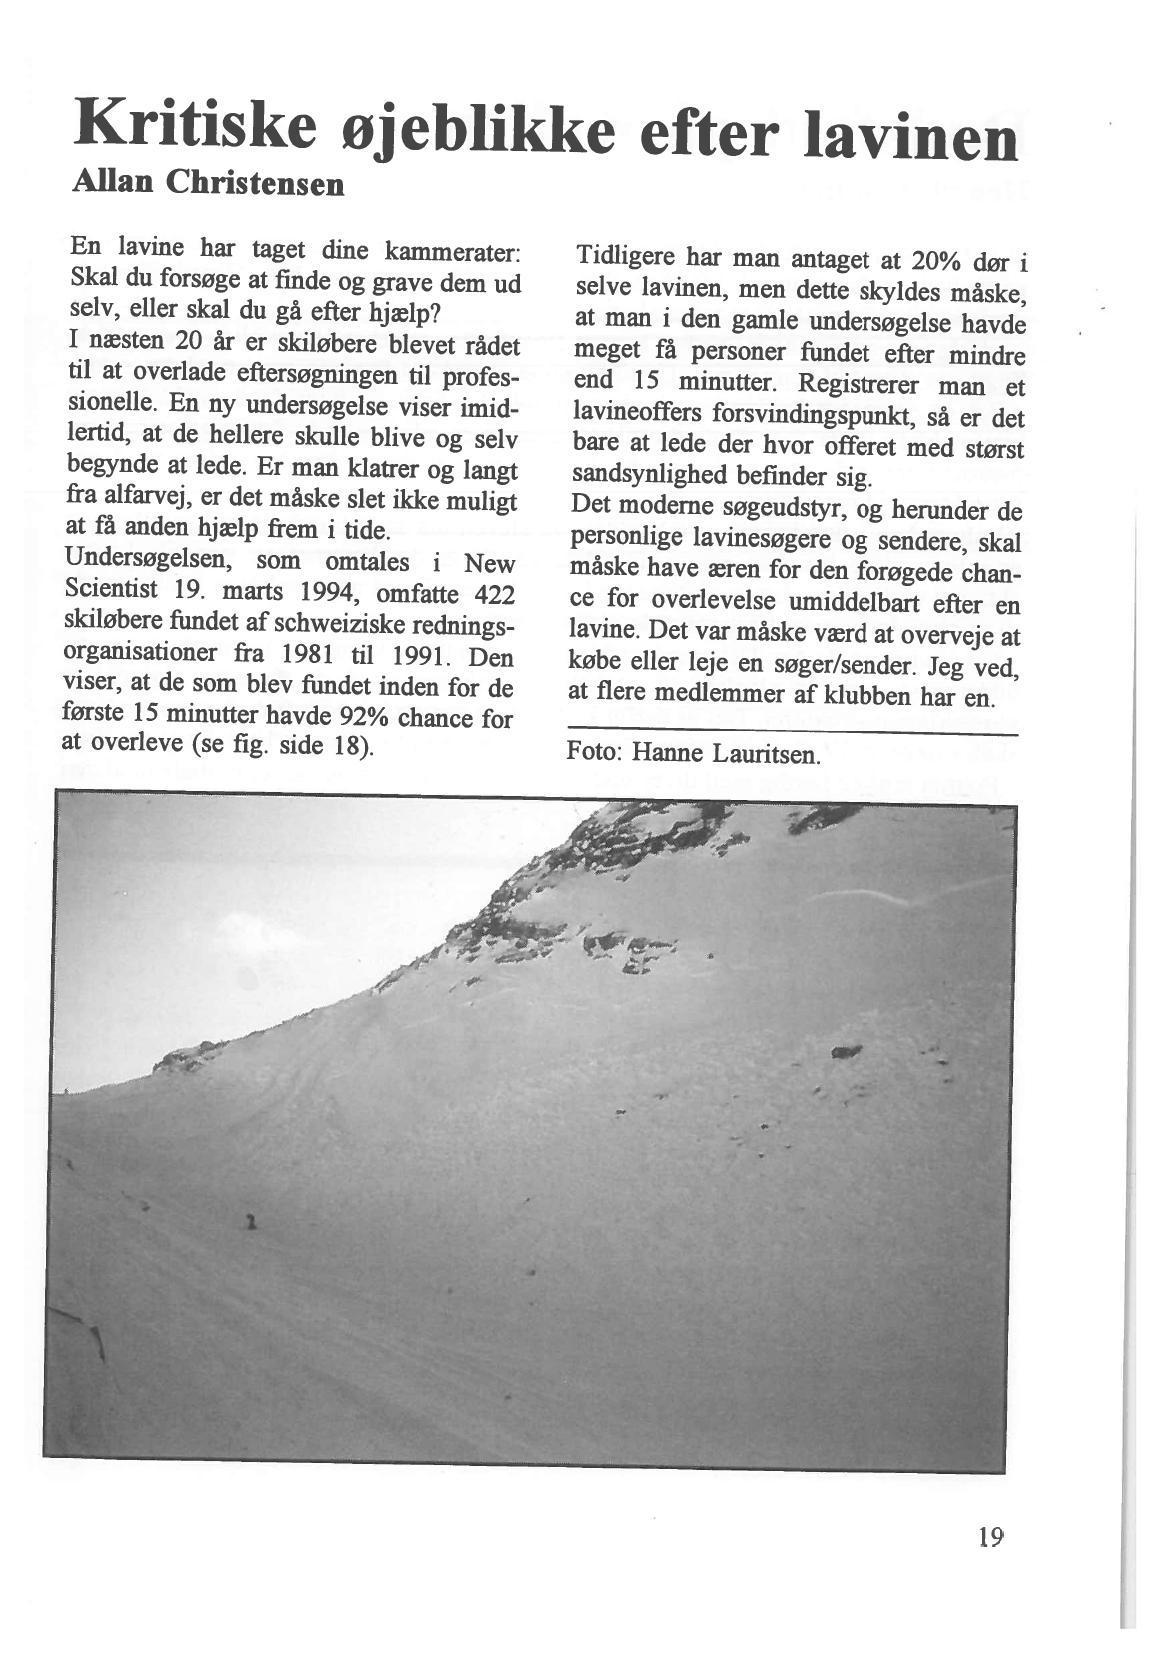 Kritiske øjeblikke efter lavinen
Allan Christensen
En lavine har taget dine kammerater:
Skal du forsøge at finde og grave dem ud
selv, eller skal du gå efter hjælp?
I næsten 20 år er skiløbere blevet rådet
til at overlade eftersøgningen til profes-
sionelle. En ny undersøgelse viser imid-
lertid, at de hellere skulle blive og selv
begynde at lede. Er man klatrer og langt
fra alfarvej, er det måske slet ikke muligt
at få anden hjælp frem i tide.
Undersøgelsen, som omtales i New
Scientist 19. marts 1994, omfatte 422
skiløbere fundet af schweiziske rednings-
organisationer fra 1981 til 1991. Den
viser, at de som blev fundet inden for de
første 15 minutter havde 92% chance for
at overleve (se fig. side 18).
Tidligere har man antaget at 20% dør i
selve lavinen, men dette skyldes måske,
at man i den gamle undersøgelse havde
meget få personer fundet efter mindre
end 15 minutter. Registrerer man et
lavineoffers forsvindingspunkt, så er det
bare at lede der hvor offeret med størst
sandsynlighed befinder sig.
Det moderne søgeudstyr, og herunder de
personlige lavinesøgere og sendere, skal
måske have æren for den forøgede chan-
ce for overlevelse umiddelbart efter en
lavine. Det var måske værd at overveje at
købe eller leje en søger/sender. Jeg ved,
at flere medlemmer af klubben har en.
Foto: Hanne Lauritsen.
19